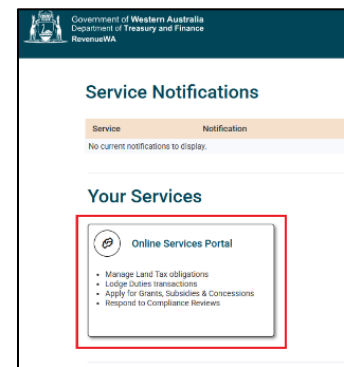 Government of Western Australia
Department of Treasury and Finance
RevenueWA
Service Notifications
Service Notification
No current notifications to display.
Your Services
Online Services Portal
• Manage Land Tax obligations
• Lodge Duties transactions
• Apply for Grants, Subsidies & Concessions
• Respond to Compliance Reviews